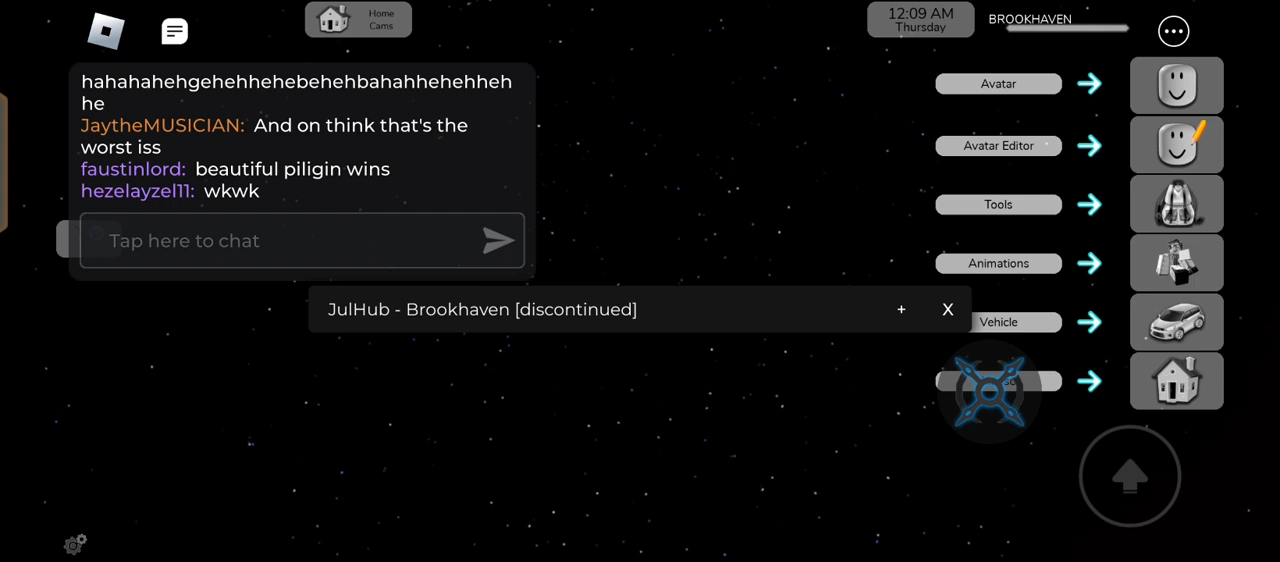 Home
Cams
12:09 AM
Thursday
BROOKHAVEN
hahahahehgehehhehebehehbahahhehehheh
he
JaytheMUSICIAN: And on think that's the
worst iss
faustinlord: beautiful piligin wins
hezelayzel11: wkwk
Tap here to chat
JulHub - Brookhaven [discontinued]
+
X
Avatar
Avatar Editor
Tools
Animations
Vehicle